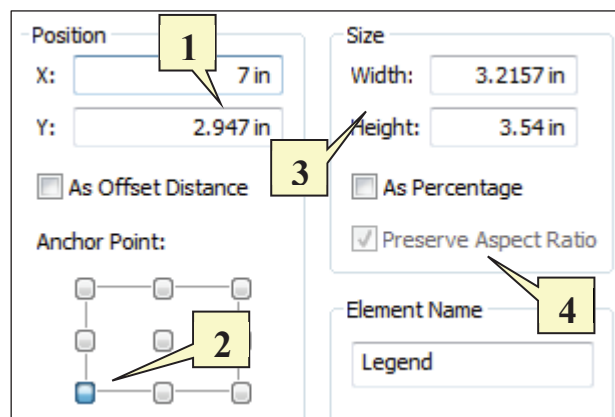 Position
1
X: 7 in
Y: 2.947 in
As Offset Distance
Anchor Point:
2
Size
Width: 3.2157 in
Height: 3.54 in
3
As Percentage
Preserve Aspect Ratio
4
Element Name
Legend